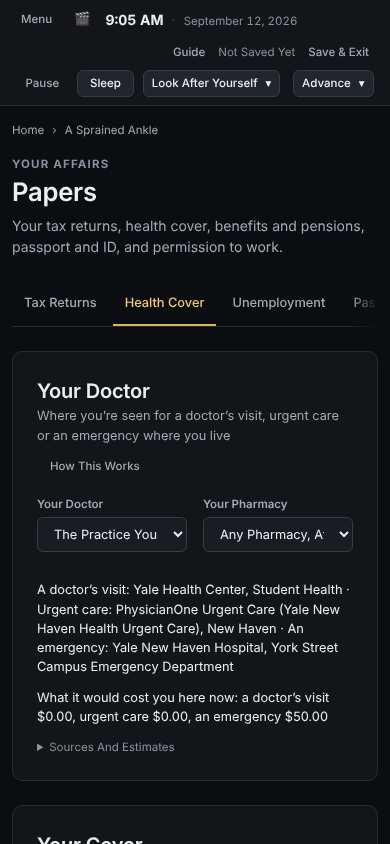 Menu 🎬 9:05 AM · September 12, 2026
Guide Not Saved Yet Save & Exit
Pause Sleep Look After Yourself ▾ Advance ▾
Home › A Sprained Ankle
YOUR AFFAIRS
Papers
Your tax returns, health cover, benefits and pensions,
passport and ID, and permission to work.
Tax Returns Health Cover Unemployment Pas
Your Doctor
Where you're seen for a doctor's visit, urgent care
or an emergency where you live
How This Works
Your Doctor Your Pharmacy
The Practice You Any Pharmacy, A
A doctor's visit: Yale Health Center, Student Health ·
Urgent care: PhysicianOne Urgent Care (Yale New
Haven Health Urgent Care), New Haven · An
emergency: Yale New Haven Hospital, York Street
Campus Emergency Department
What it would cost you here now: a doctor's visit
$0.00, urgent care $0.00, an emergency $50.00
▶ Sources And Estimates
Your Cover